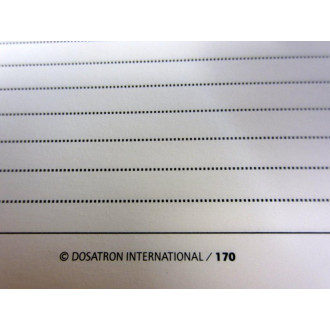 © DOSATRON INTERNATIONAL / 170